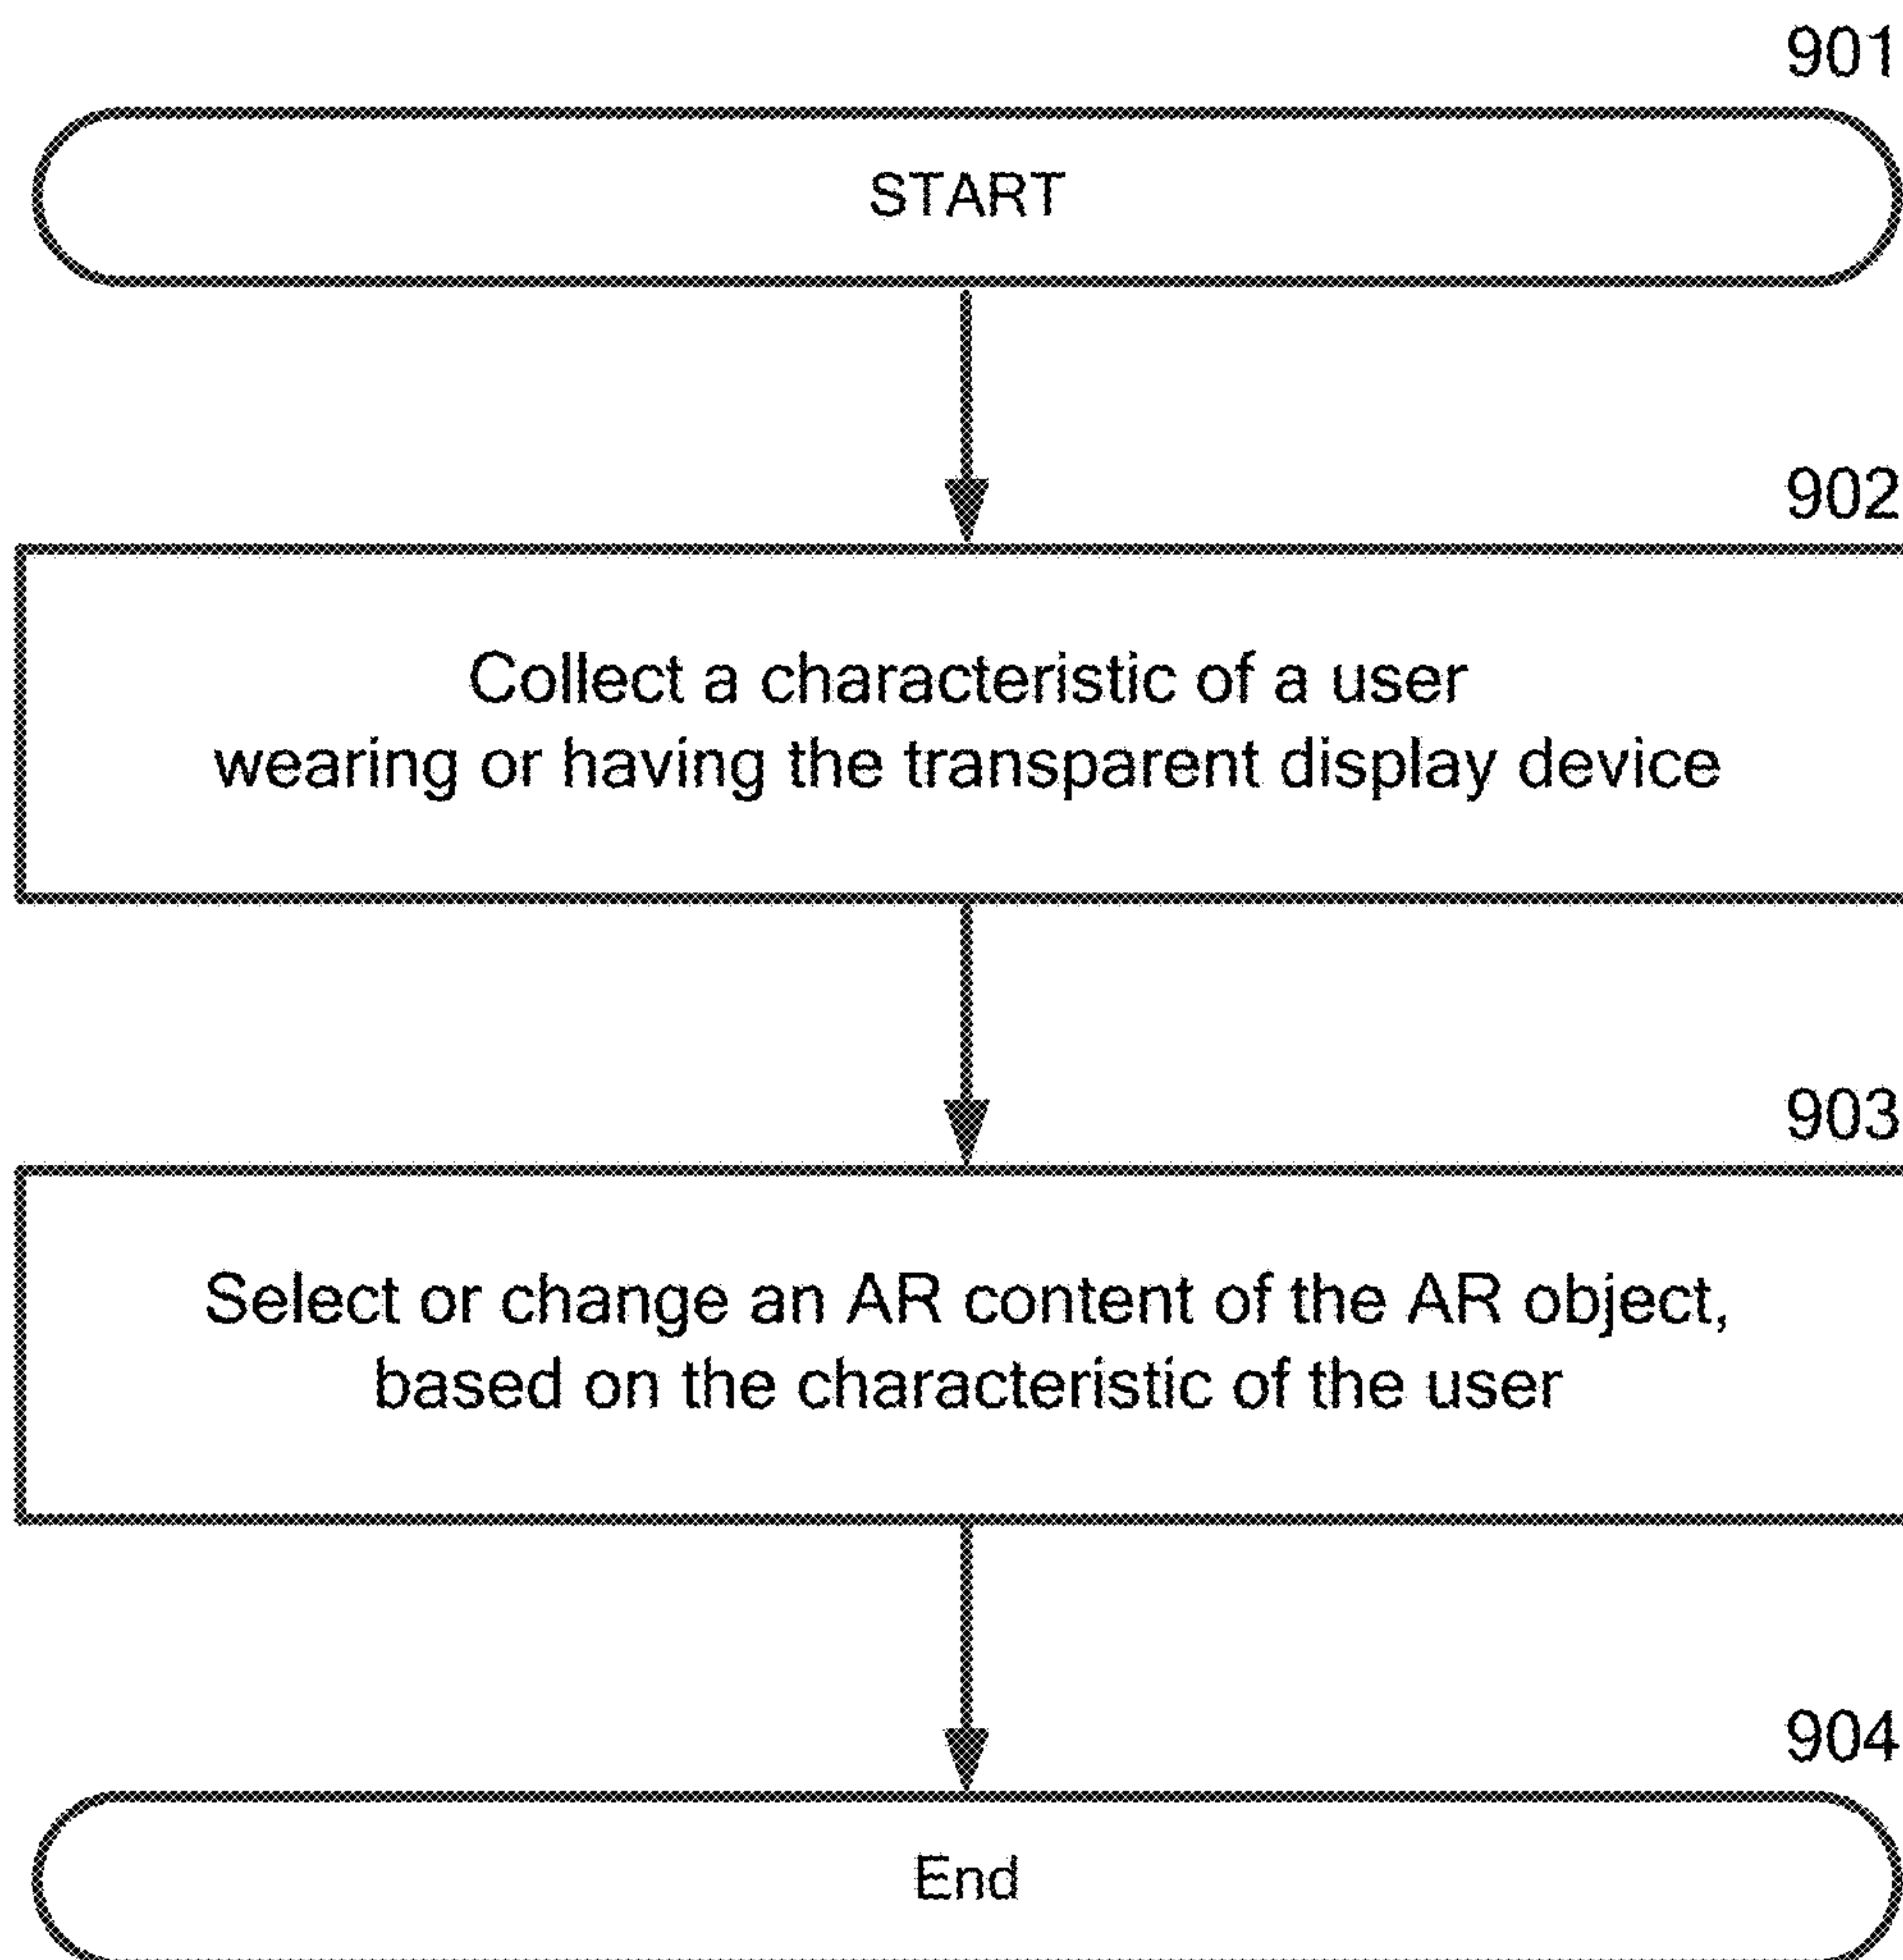 901
START
902
Collect a characteristic of a user
wearing or having the transparent display device
903
Select or change an AR content of the AR object,
based on the characteristic of the user
904
End